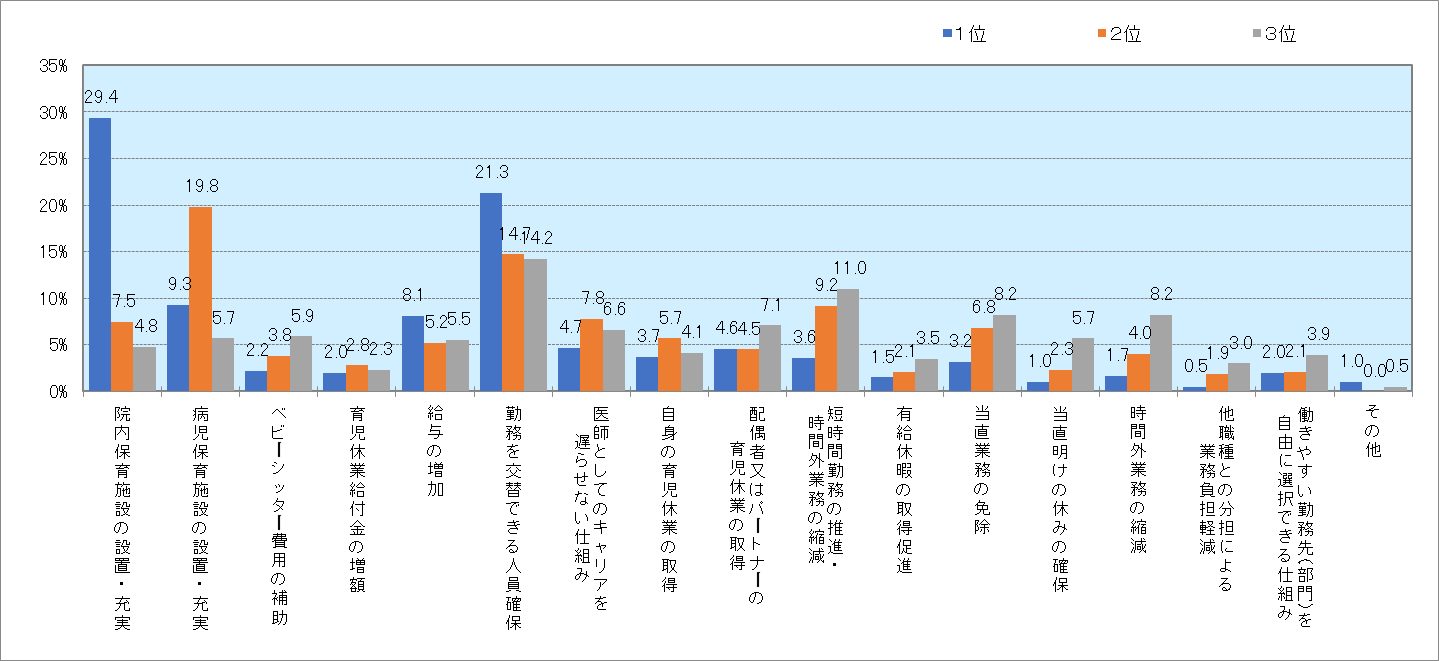 1位 2位 3位
35%
30%
25%
20%
15%
10%
5%
0%
29.4 7.5 4.8
9.3 19.8 5.7
2.2 3.8 5.9
2.0 2.8 2.3
8.1 5.2 5.5
21.3 14.7 14.2
4.7 7.8 6.6
3.7 5.7 4.1
4.6 4.5 7.1
3.6 9.2 11.0
1.5 2.1 3.5
3.2 6.8 8.2
1.0 2.3 5.7
1.7 4.0 8.2
0.5 1.9 3.0
2.0 2.1 3.9
1.0 0.0 0.5
院内保育施設の設置・充実
病児保育施設の設置・充実
ベビーシッター費用の補助
育児休業給付金の増額
給与の増加
勤務を交替できる人員確保
医師としてのキャリアを
遅らせない仕組み
自身の育児休業の取得
配偶者又はパートナーの
育児休業の取得
短時間勤務の推進・
時間外業務の縮減
有給休暇の取得促進
当直業務の免除
当直明けの休みの確保
時間外業務の縮減
他職種との分担による
業務負担軽減
働きやすい勤務先(部門)を
自由に選択できる仕組み
その他